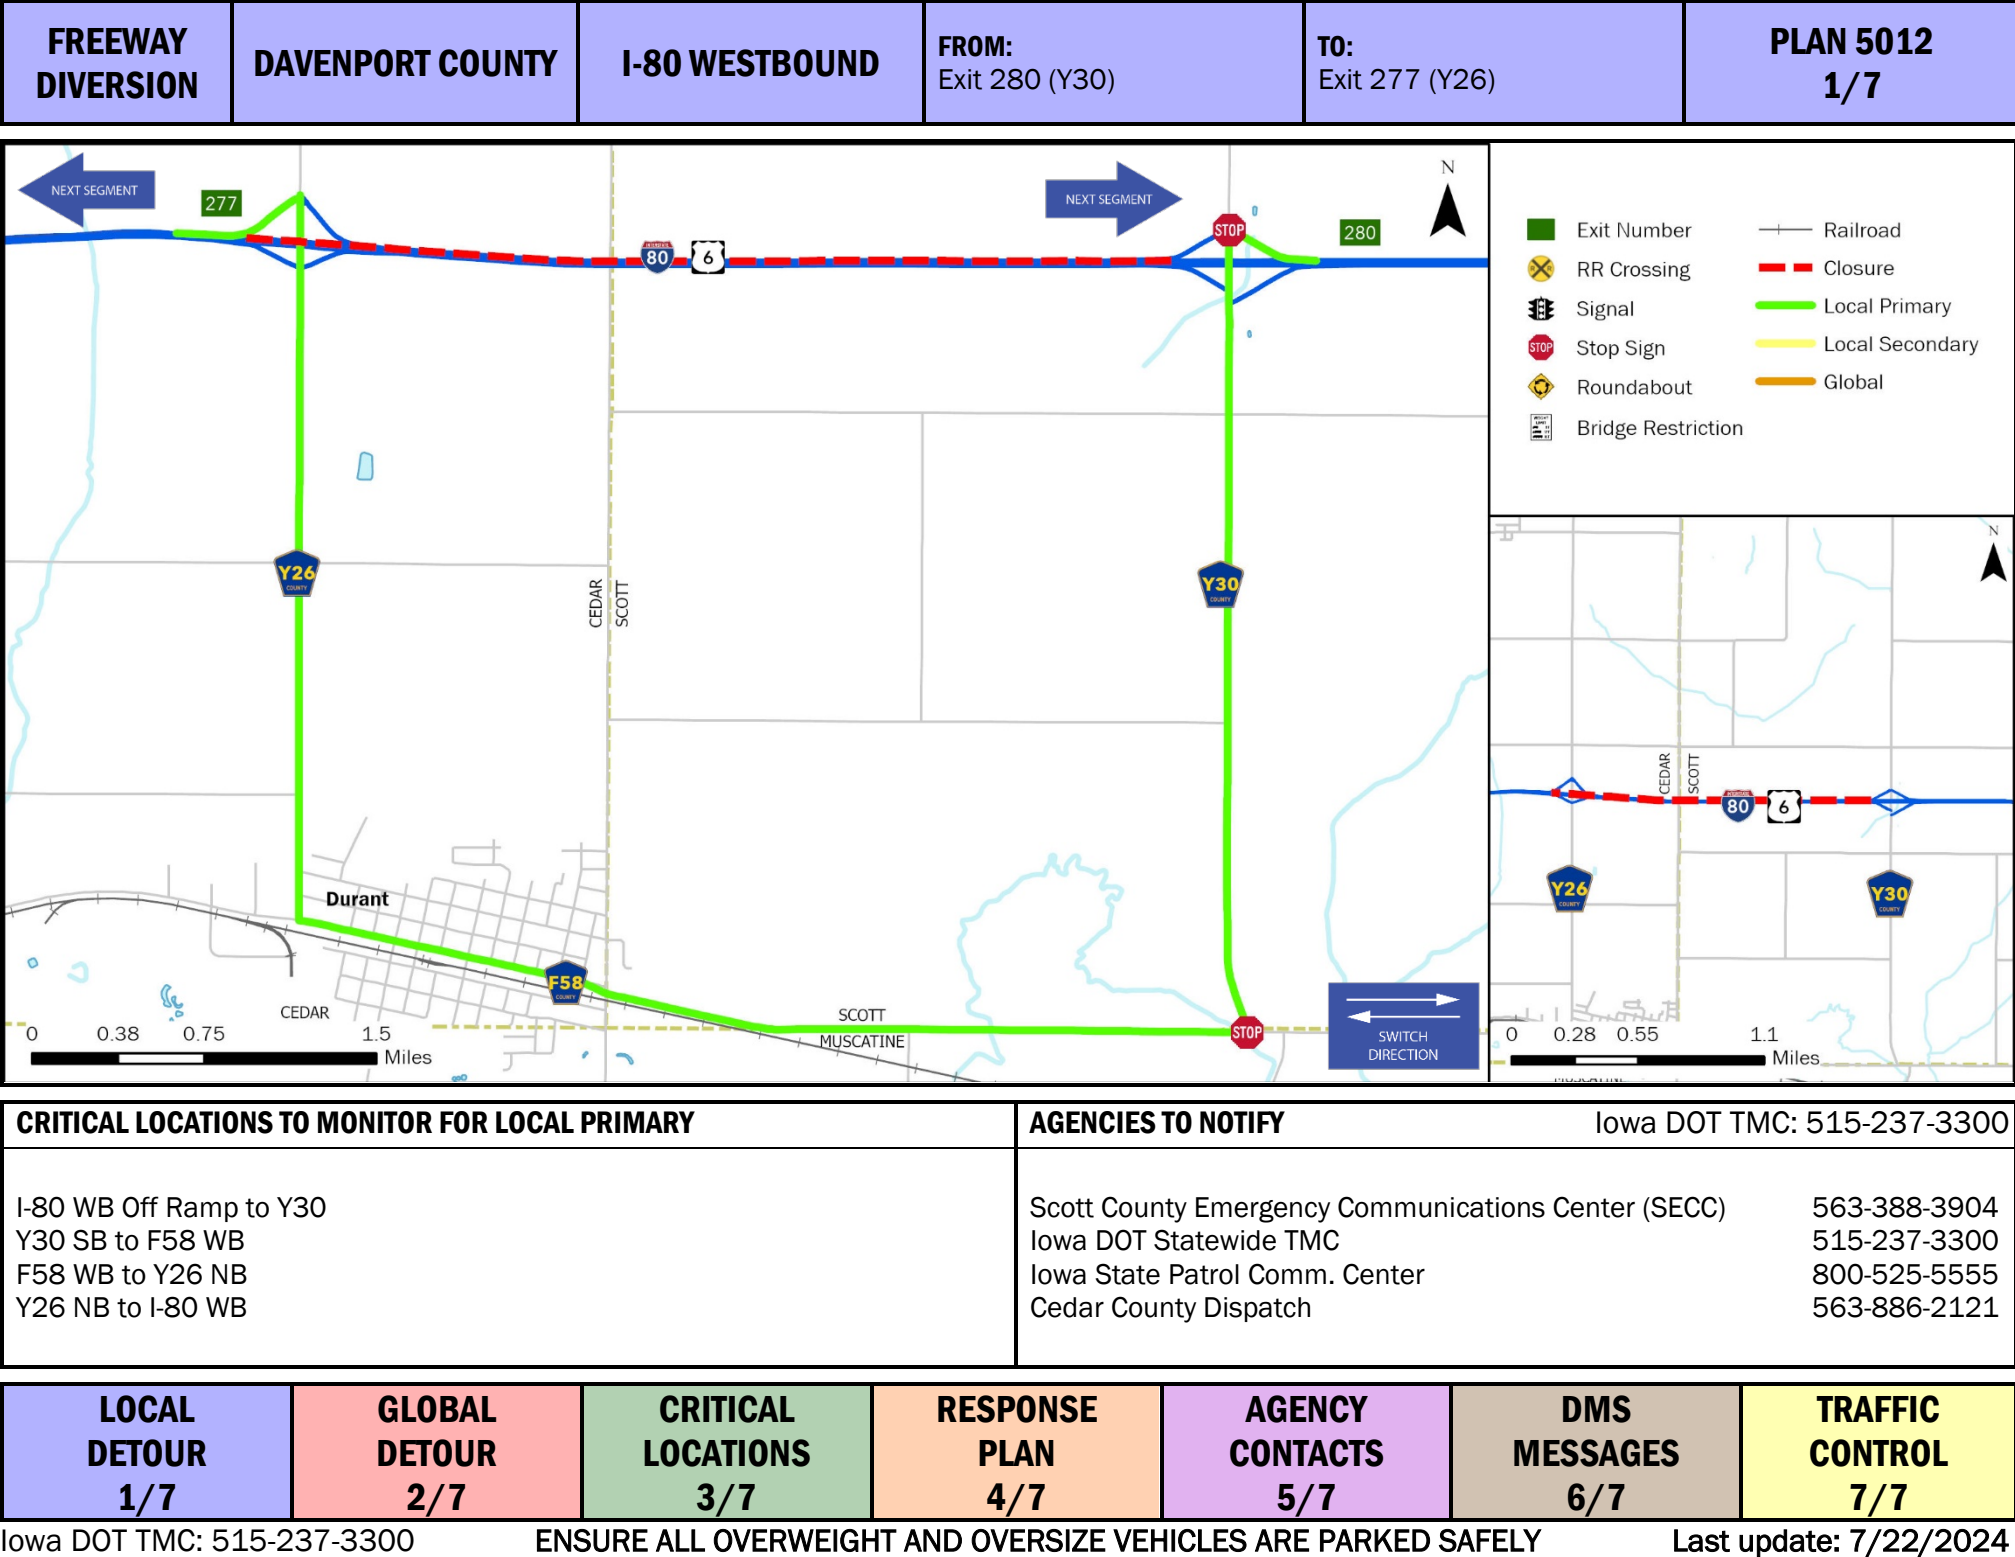 FREEWAY
DIVERSION
DAVENPORT COUNTY
I-80 WESTBOUND
FROM:
Exit 280 (Y30)
TO:
Exit 277 (Y26)
PLAN 5012
1/7
NEXT SEGMENT
277
NEXT SEGMENT
STOP
280
N
80
6
Y26
COUNTY
CEDAR
SCOTT
Y30
COUNTY
Durant
F58
COUNTY
CEDAR
SCOTT
MUSCATINE
STOP
SWITCH
DIRECTION
0 0.38 0.75 1.5
Miles
Exit Number
RR Crossing
Signal
STOP Stop Sign
Roundabout
Bridge Restriction
Railroad
Closure
Local Primary
Local Secondary
Global
N
CEDAR
SCOTT
80
6
Y26
COUNTY
Y30
COUNTY
0 0.28 0.55 1.1
Miles
CRITICAL LOCATIONS TO MONITOR FOR LOCAL PRIMARY
I-80 WB Off Ramp to Y30
Y30 SB to F58 WB
F58 WB to Y26 NB
Y26 NB to I-80 WB
AGENCIES TO NOTIFY Iowa DOT TMC: 515-237-3300
Scott County Emergency Communications Center (SECC) 563-388-3904
Iowa DOT Statewide TMC 515-237-3300
Iowa State Patrol Comm. Center 800-525-5555
Cedar County Dispatch 563-886-2121
LOCAL
DETOUR
1/7
GLOBAL
DETOUR
2/7
CRITICAL
LOCATIONS
3/7
RESPONSE
PLAN
4/7
AGENCY
CONTACTS
5/7
DMS
MESSAGES
6/7
TRAFFIC
CONTROL
7/7
Iowa DOT TMC: 515-237-3300 ENSURE ALL OVERWEIGHT AND OVERSIZE VEHICLES ARE PARKED SAFELY Last update: 7/22/2024